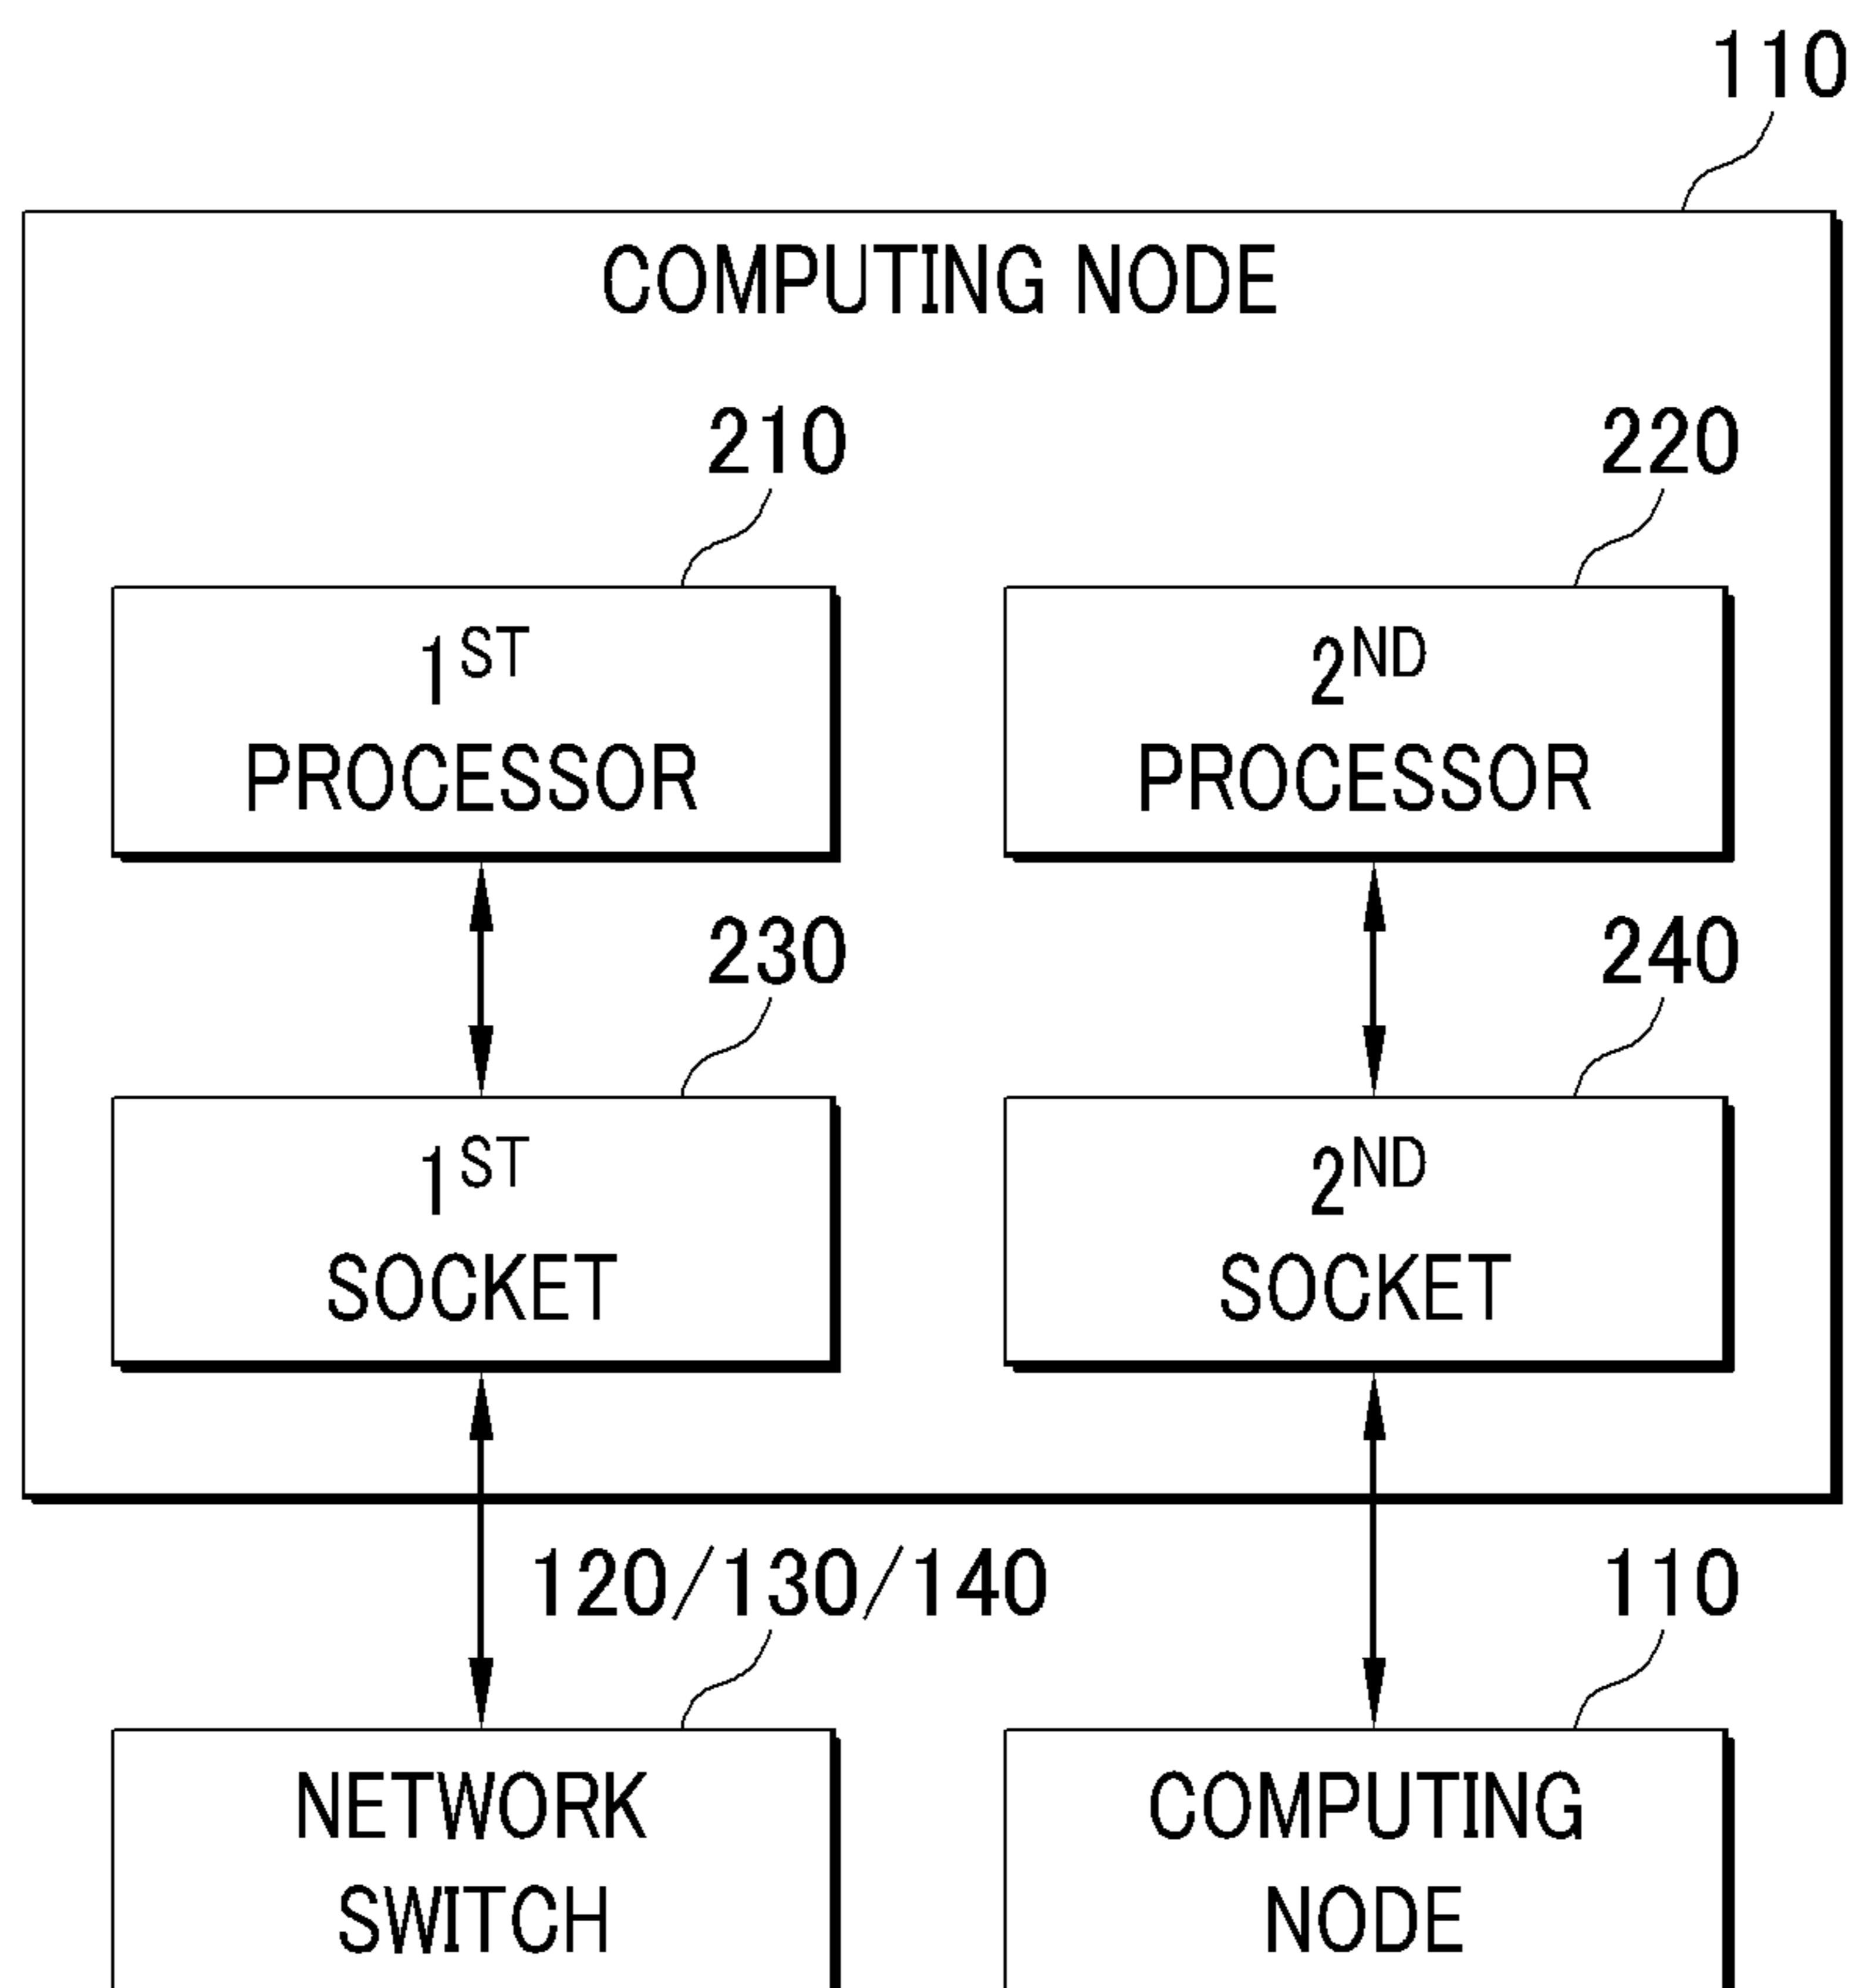 110
COMPUTING NODE
210
220
1ST
PROCESSOR
2ND
PROCESSOR
230
240
1ST
SOCKET
2ND
SOCKET
120/130/140
110
NETWORK
SWITCH
COMPUTING
NODE